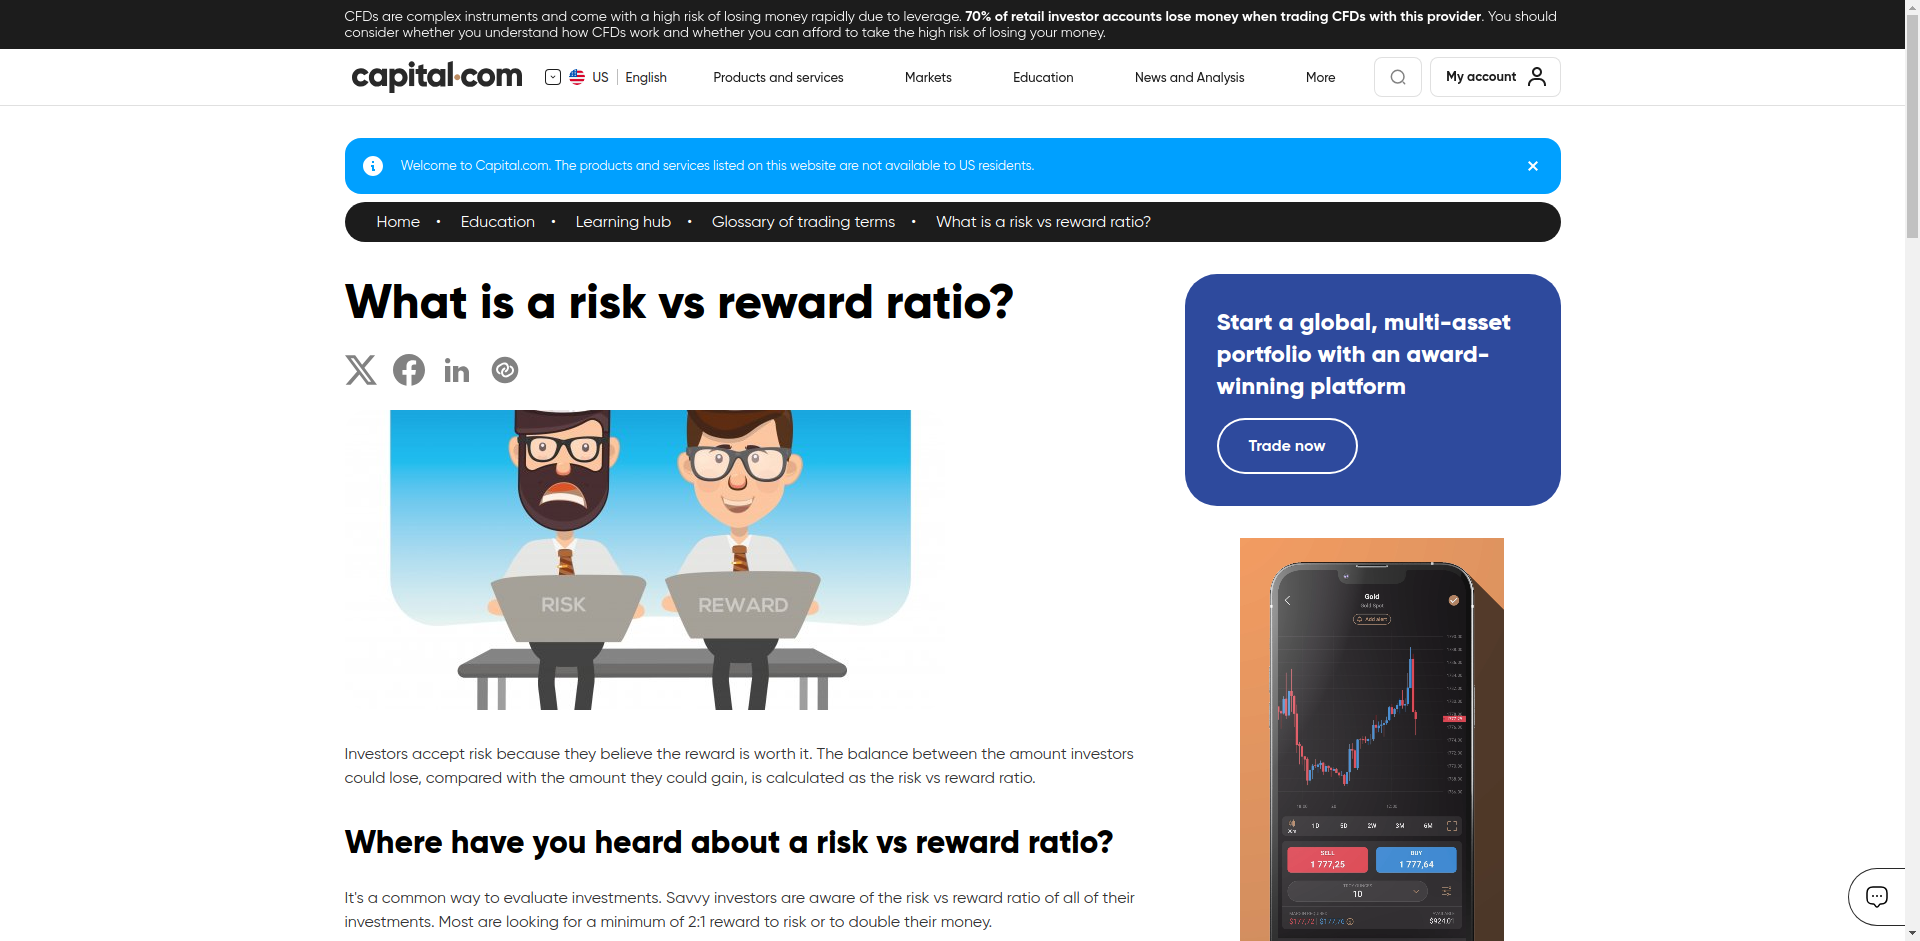 CFDs are complex instruments and come with a high risk of losing money rapidly due to leverage. 70% of retail investor accounts lose money when trading CFDs with this provider. You should
consider whether you understand how CFDs work and whether you can afford to take the high risk of losing your money.
capital.com
US English
Products and services
Markets
Education
News and Analysis
More
My account
Welcome to Capital.com. The products and services listed on this website are not available to US residents.
Home • Education • Learning hub • Glossary of trading terms • What is a risk vs reward ratio?
What is a risk vs reward ratio?
RISK
REWARD
Investors accept risk because they believe the reward is worth it. The balance between the amount investors
could lose, compared with the amount they could gain, is calculated as the risk vs reward ratio.
Where have you heard about a risk vs reward ratio?
It's a common way to evaluate investments. Savvy investors are aware of the risk vs reward ratio of all of their
investments. Most are looking for a minimum of 2:1 reward to risk or to double their money.
Start a global, multi-asset
portfolio with an award-
winning platform
Trade now
Gold
Gold Spot
Add alert
1D 5D 2W 3M 6M
SELL
1 777,25
BUY
1 777,64
10
$924.01